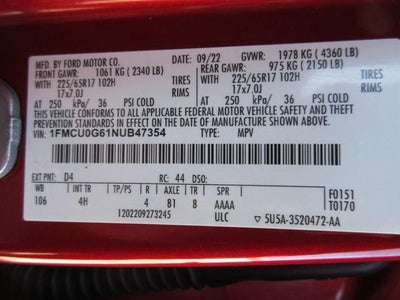 MFD. BY FORD MOTOR CO. 09/22 GVWR: 1978 KG ( 4360 LB)
FRONT GAWR: 1061 KG ( 2340 LB) REAR GAWR: 975 KG ( 2150 LB)
WITH 225/65R17 102H TIRES WITH 225/65R17 102H TIRES
17x7.0J RIMS 17x7.0J RIMS
AT 250 kPa/ 36 PSI COLD AT 250 kPa/ 36 PSI COLD
THIS VEHICLE CONFORMS TO ALL APPLICABLE FEDERAL MOTOR VEHICLE SAFETY
AND THEFT PREVENTION STANDARDS IN EFFECT ON THE DATE OF MANUFACTURE SHOWN ABOVE.
VIN: 1FMCU0G61NUB47354 TYPE: MPV
EXT PNT: D4 RC: 44 DSO: F0151
WB INT TR TP/PS R AXLE TR SPR T0170
106 4H 4 81 8 AAAA
1202209273245 ULC 5U5A-3520472-AA